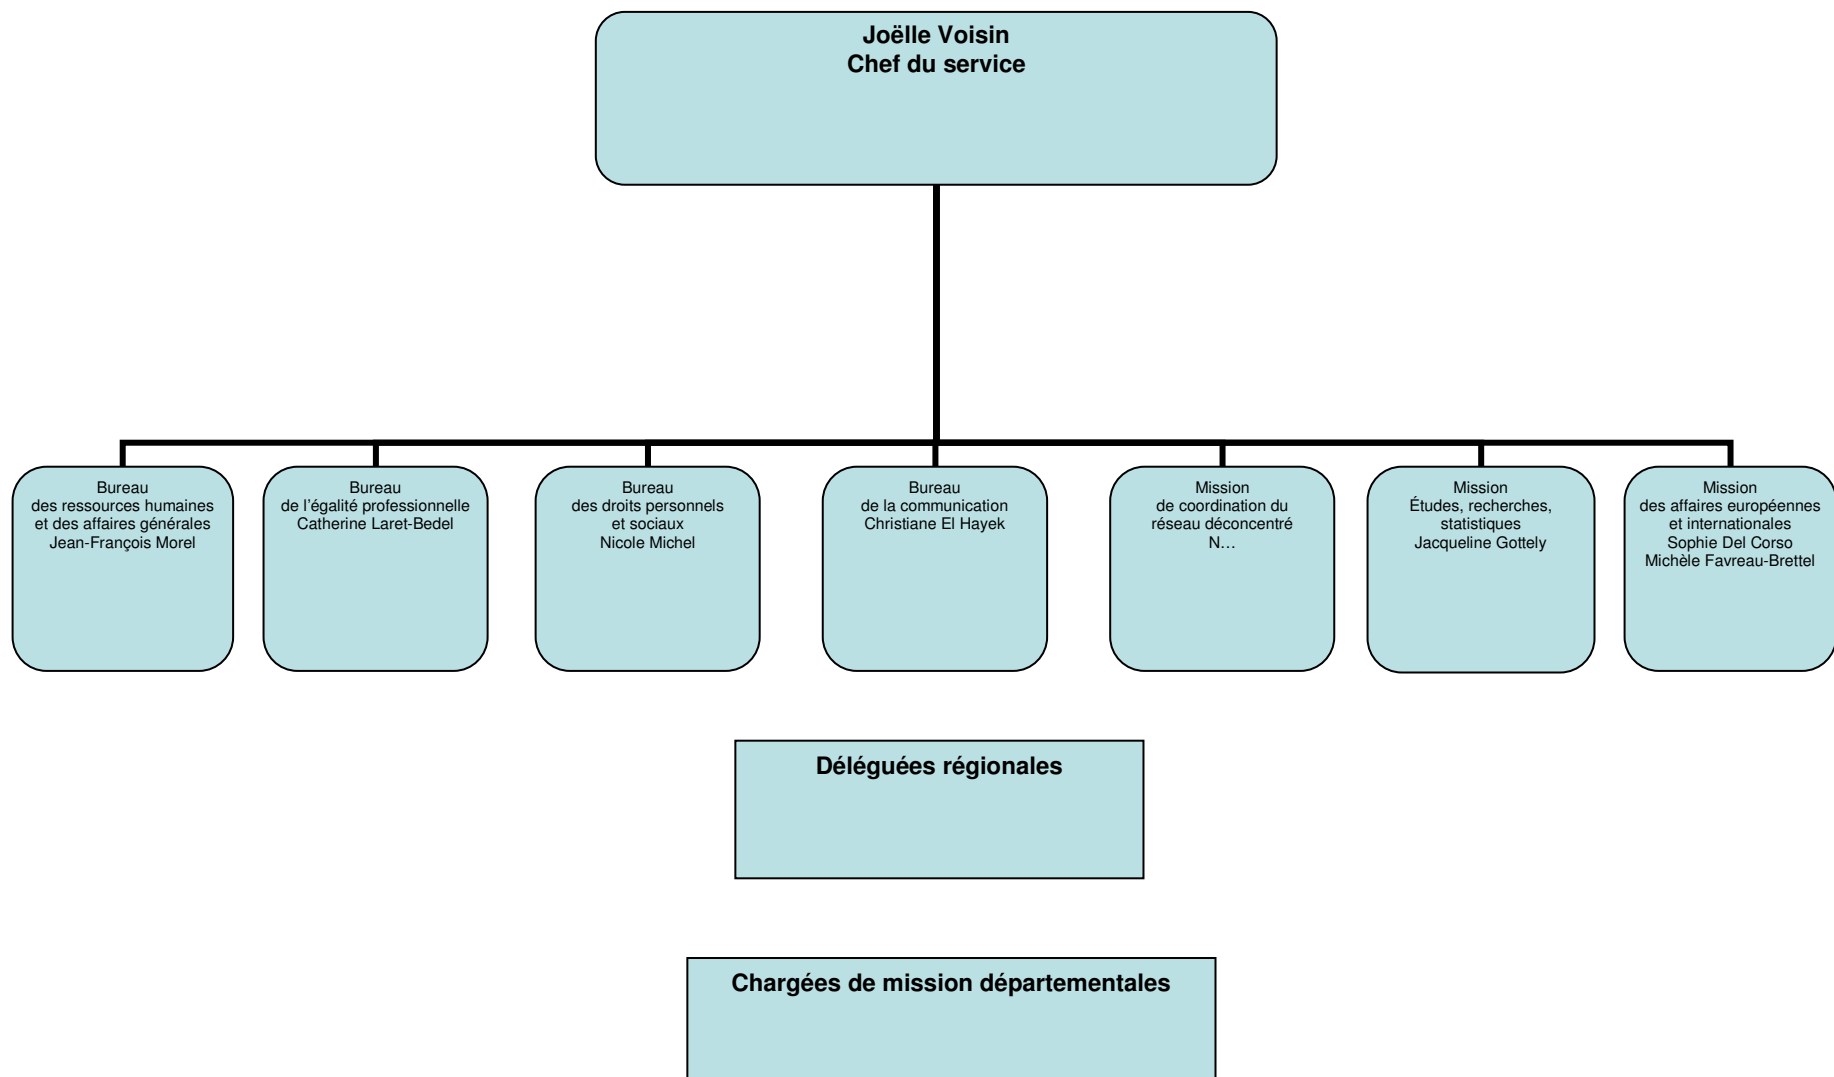 Joëlle Voisin
Chef du service
Bureau
des ressources humaines
et des affaires générales
Jean-François Morel
Bureau
de l'égalité professionnelle
Catherine Laret-Bedel
Bureau
des droits personnels
et sociaux
Nicole Michel
Bureau
de la communication
Christiane El Hayek
Mission
de coordination du
réseau déconcentré
N…
Mission
Études, recherches,
statistiques
Jacqueline Gottely
Mission
des affaires européennes
et internationales
Sophie Del Corso
Michèle Favreau-Brettel
Déléguées régionales
Chargées de mission départementales